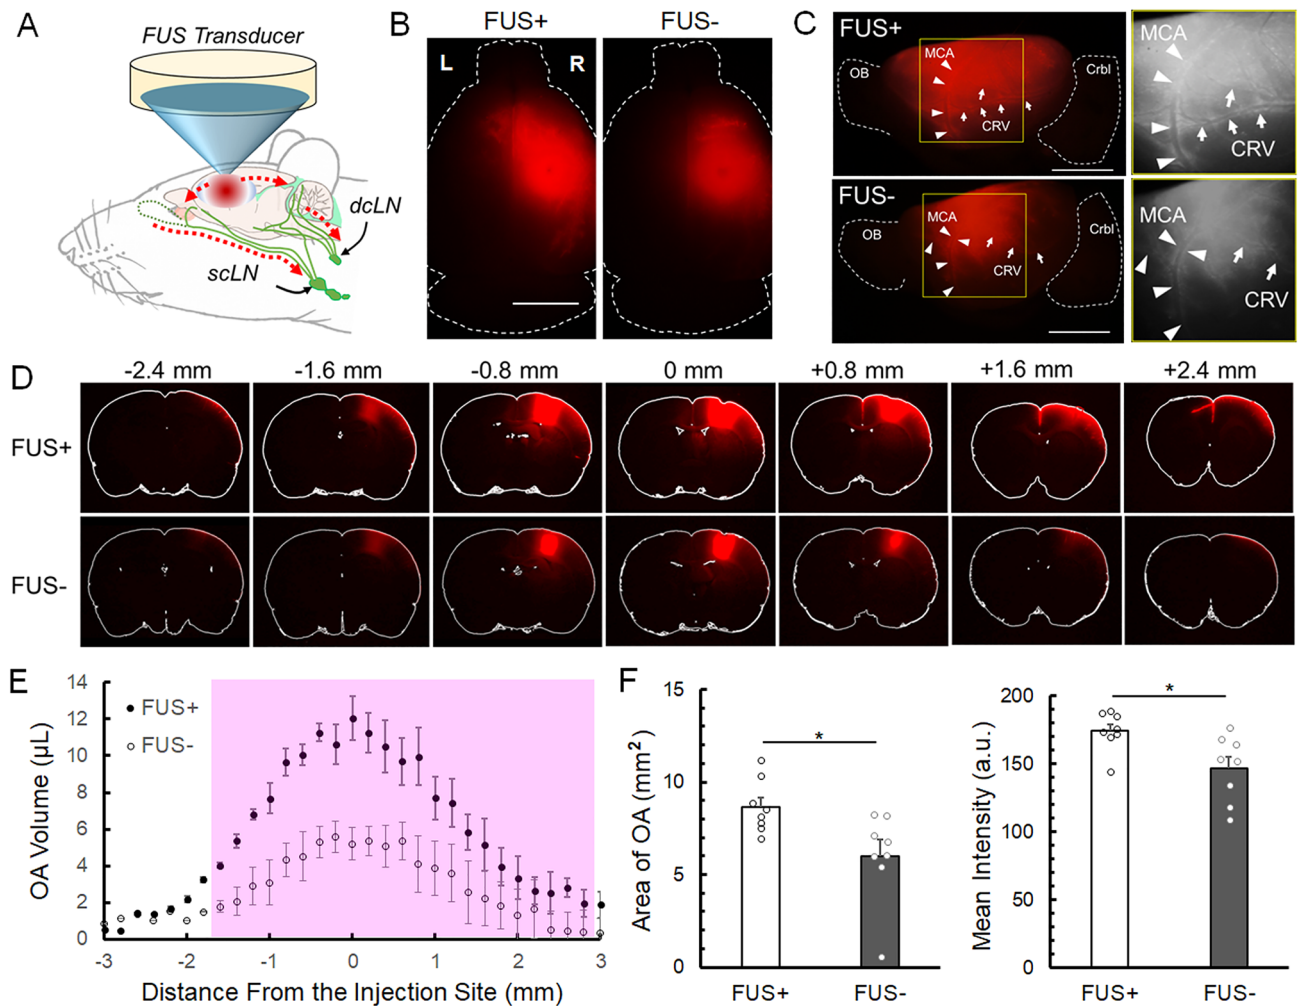 A
FUS Transducer
dcLN
scLN
B
FUS+
FUS-
L
R
C
FUS+
OB
MCA
CRV
Crbl
MCA
CRV
FUS-
OB
MCA
CRV
Crbl
MCA
CRV
D
-2.4 mm
-1.6 mm
-0.8 mm
0 mm
+0.8 mm
+1.6 mm
+2.4 mm
FUS+
FUS-
E
OA Volume (µL)
14
12
10
8
6
4
2
0
FUS+
FUS-
-3
-2
-1
0
1
2
3
Distance From the Injection Site (mm)
F
Area of OA (mm²)
15
10
5
0
*
FUS+
FUS-
Mean Intensity (a.u.)
200
150
100
50
0
*
FUS+
FUS-